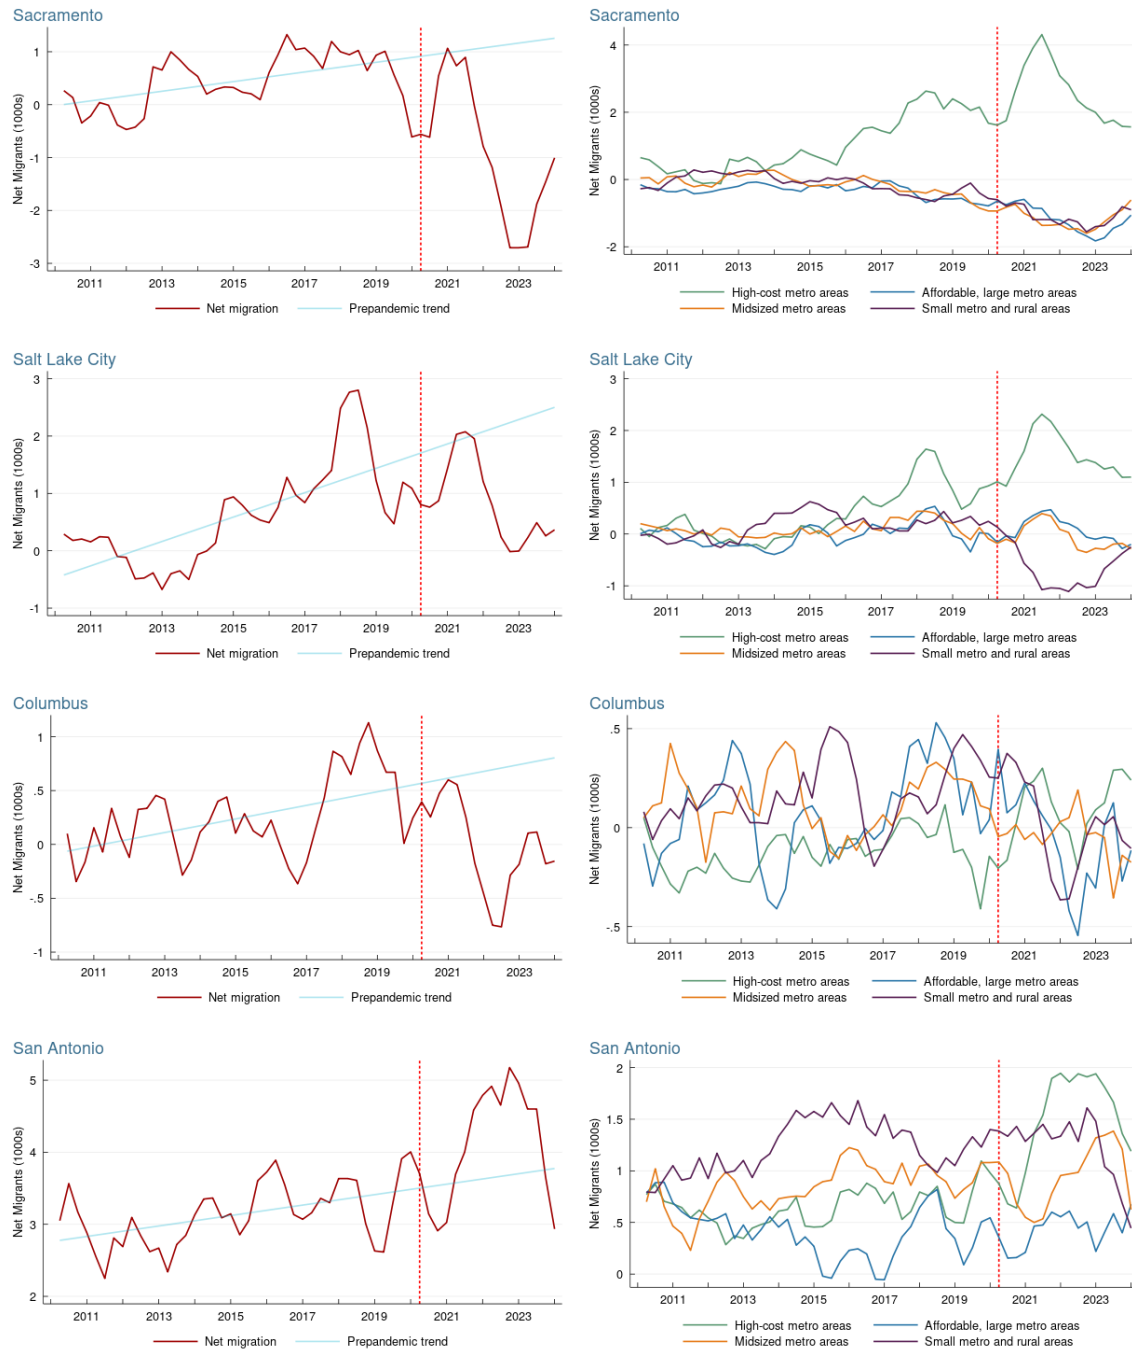 Sacramento
Net Migrants (1000s)
1
0
-1
-2
-3
2011 2013 2015 2017 2019 2021 2023
Net migration Prepandemic trend
Sacramento
Net Migrants (1000s)
4
2
0
-2
2011 2013 2015 2017 2019 2021 2023
High-cost metro areas Affordable, large metro areas
Midsized metro areas Small metro and rural areas
Salt Lake City
Net Migrants (1000s)
3
2
1
0
-1
2011 2013 2015 2017 2019 2021 2023
Net migration Prepandemic trend
Salt Lake City
Net Migrants (1000s)
3
2
1
0
-1
2011 2013 2015 2017 2019 2021 2023
High-cost metro areas Affordable, large metro areas
Midsized metro areas Small metro and rural areas
Columbus
Net Migrants (1000s)
1
.5
0
-.5
-1
2011 2013 2015 2017 2019 2021 2023
Net migration Prepandemic trend
Columbus
Net Migrants (1000s)
.5
0
-.5
2011 2013 2015 2017 2019 2021 2023
High-cost metro areas Affordable, large metro areas
Midsized metro areas Small metro and rural areas
San Antonio
Net Migrants (1000s)
5
4
3
2
2011 2013 2015 2017 2019 2021 2023
Net migration Prepandemic trend
San Antonio
Net Migrants (1000s)
2
1.5
1
.5
0
2011 2013 2015 2017 2019 2021 2023
High-cost metro areas Affordable, large metro areas
Midsized metro areas Small metro and rural areas